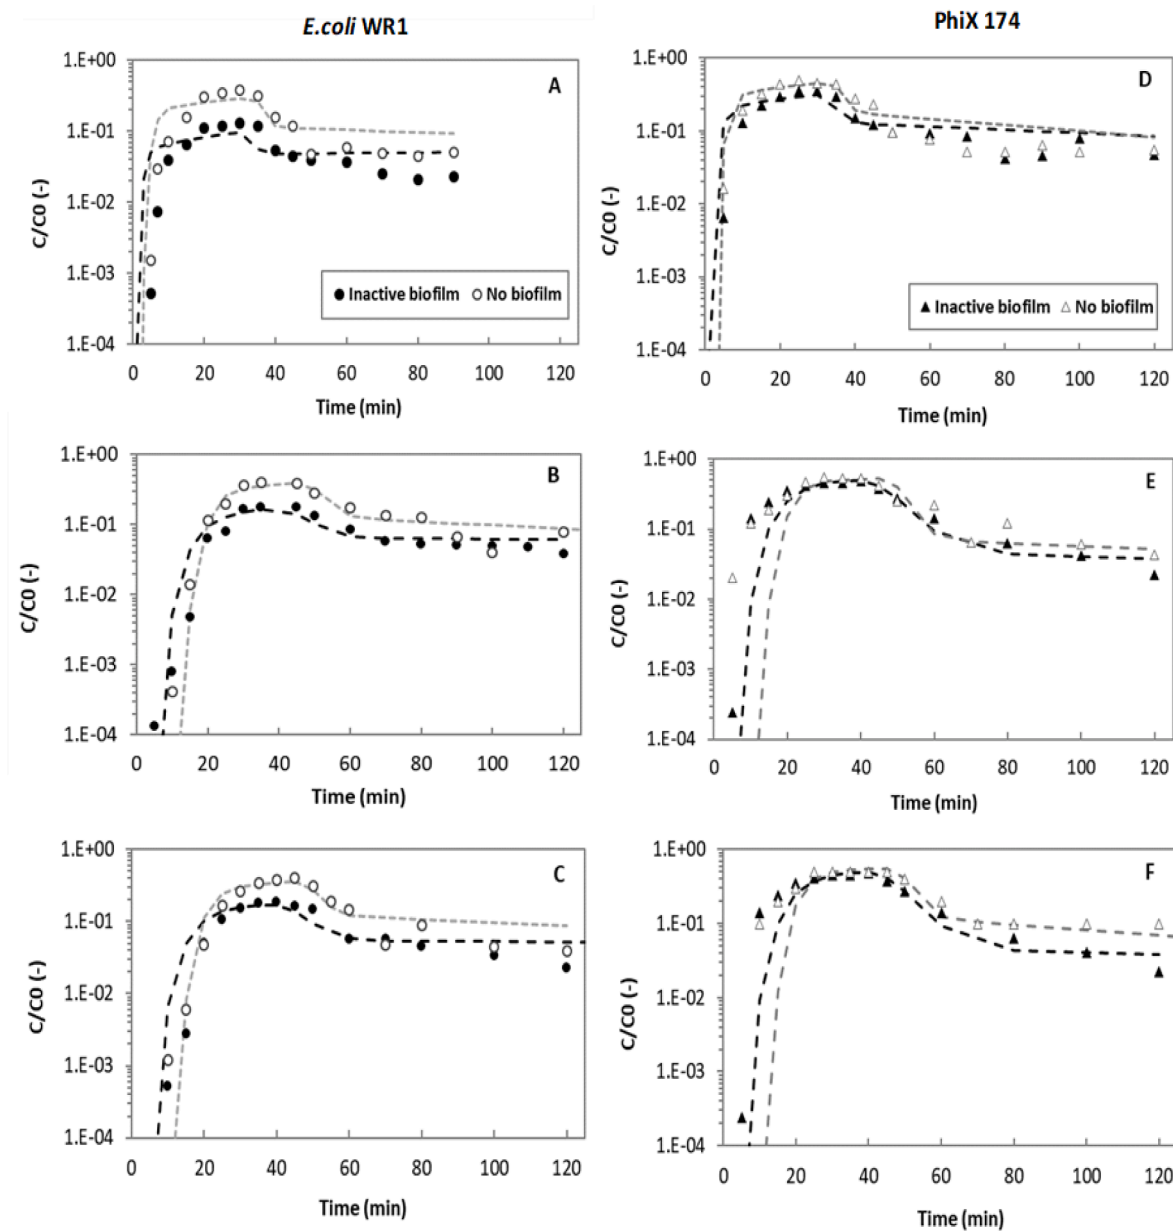 E.coli WR1
PhiX 174
A
1.E+00
1.E-01
1.E-02
1.E-03
1.E-04
C/C0 (-)
Inactive biofilm
No biofilm
0 20 40 60 80 100 120
Time (min)
D
1.E+00
1.E-01
1.E-02
1.E-03
1.E-04
C/C0 (-)
Inactive biofilm
No biofilm
0 20 40 60 80 100 120
Time (min)
B
1.E+00
1.E-01
1.E-02
1.E-03
1.E-04
C/C0 (-)
0 20 40 60 80 100 120
Time (min)
E
1.E+00
1.E-01
1.E-02
1.E-03
1.E-04
C/C0 (-)
0 20 40 60 80 100 120
Time (min)
C
1.E+00
1.E-01
1.E-02
1.E-03
1.E-04
C/C0 (-)
0 20 40 60 80 100 120
Time (min)
F
1.E+00
1.E-01
1.E-02
1.E-03
1.E-04
C/C0 (-)
0 20 40 60 80 100 120
Time (min)